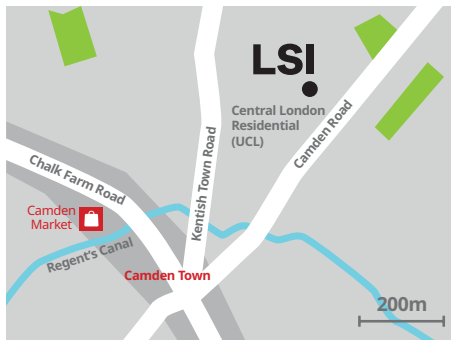 LSI
Central London
Residential
(UCL)
Camden Road
Kentish Town Road
Chalk Farm Road
Camden
Market
Regent's Canal
Camden Town
200m